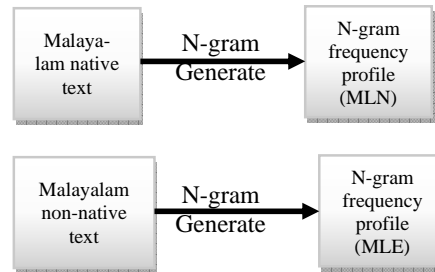 Malaya-
lam native
text
N-gram
Generate
N-gram
frequency
profile
(MLN)
Malayalam
non-native
text
N-gram
Generate
N-gram
frequency
profile
(MLE)